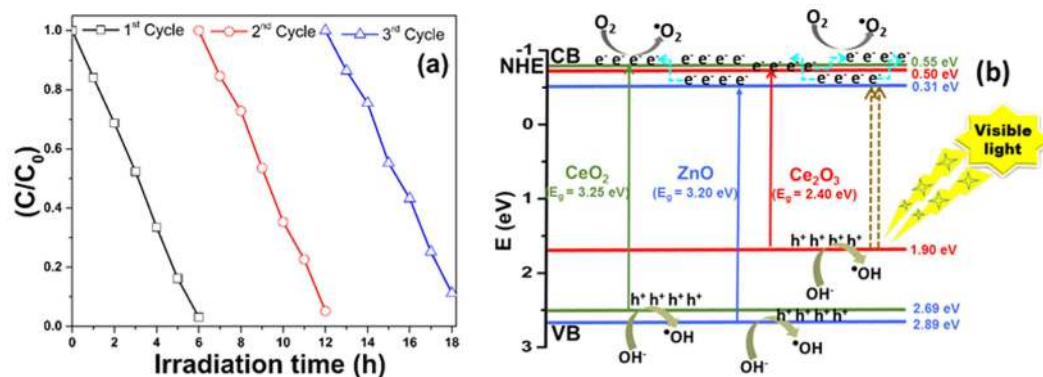 1st Cycle 2nd Cycle 3rd Cycle
(a)
(C/C0)
1.0
0.8
0.6
0.4
0.2
0.0
0 2 4 6 8 10 12 14 16 18
Irradiation time (h)
O2 •O2 O2 •O2
(b)
-1 CB
NHE
e- e- e- e- e- e- e- e- e- e- e- e- e- e- e- e- e- e- e- e-
0.55 eV
0.50 eV
0.31 eV
0
1
2
3
E (eV)
Visible
light
CeO2 ZnO Ce2O3
(Eg = 3.25 eV) (Eg = 3.20 eV) (Eg = 2.40 eV)
h+ h+ h+ h+
1.90 eV
OH- •OH
h+ h+ h+ h+
2.69 eV
h+ h+ h+ h+
2.89 eV
VB
OH- •OH OH- •OH